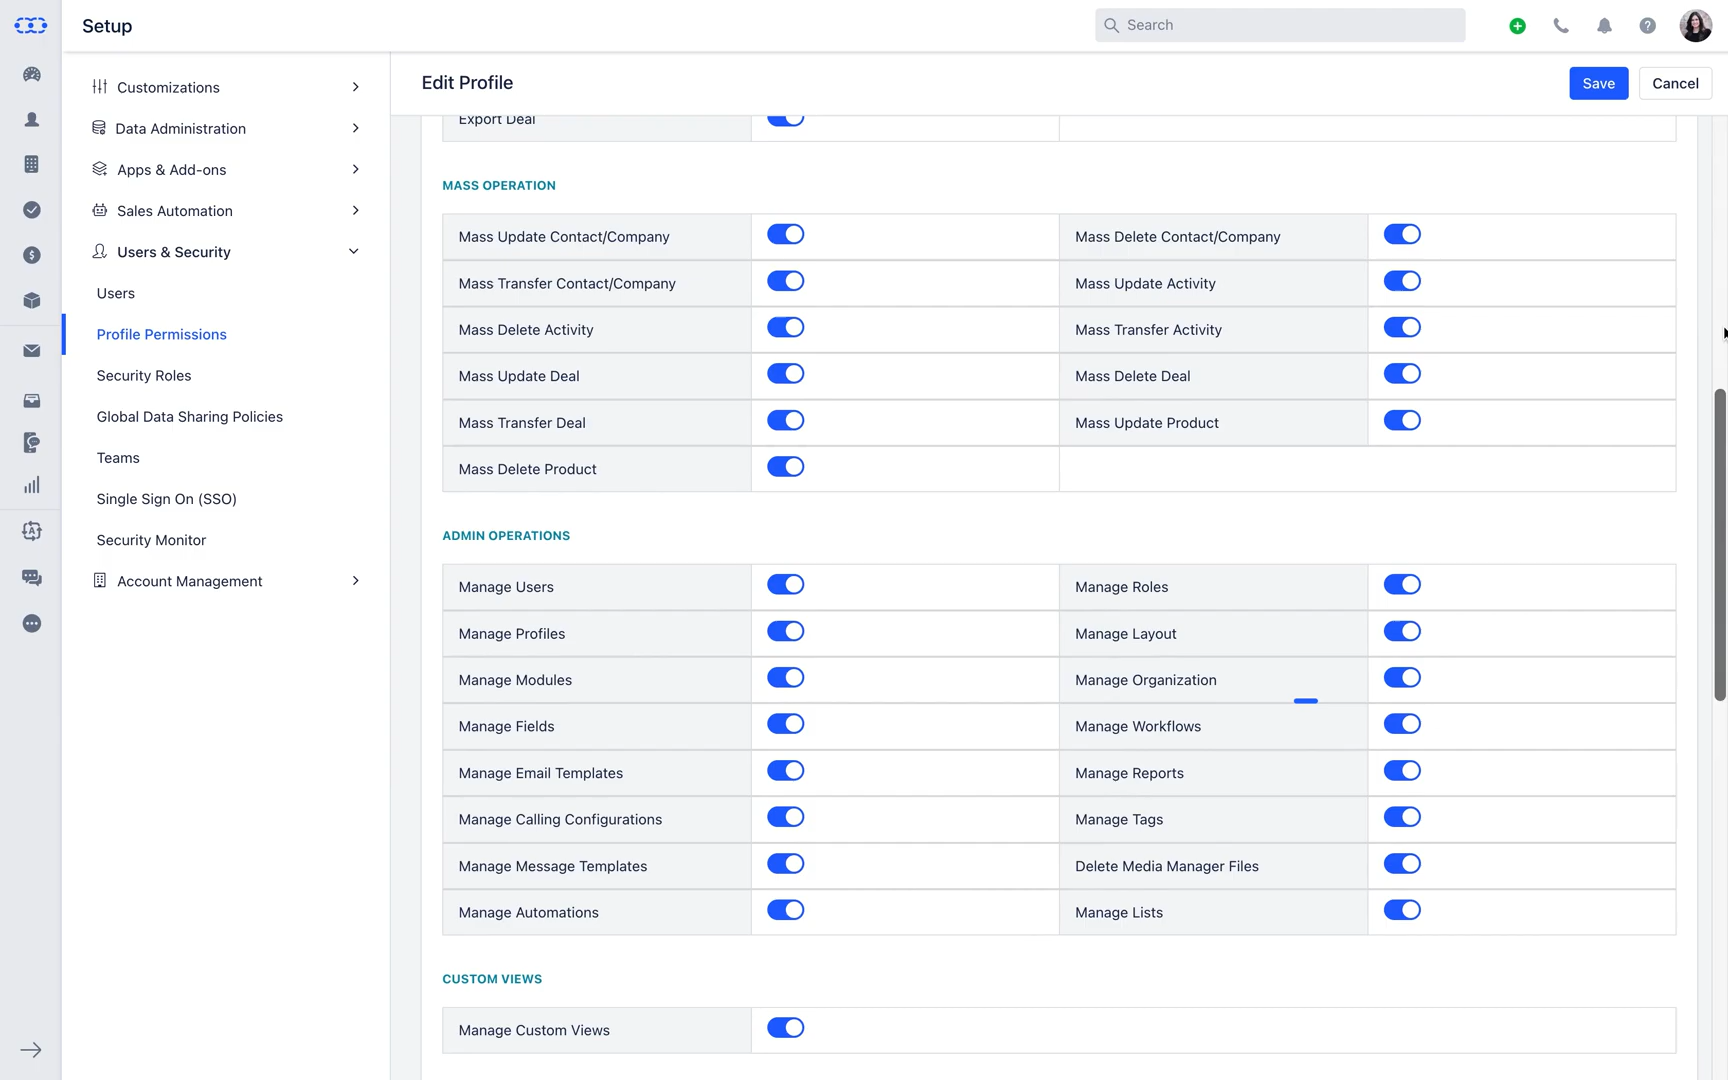 Setup
Search
Customizations
Data Administration
Apps & Add-ons
Sales Automation
Users & Security
Users
Profile Permissions
Security Roles
Global Data Sharing Policies
Teams
Single Sign On (SSO)
Security Monitor
Account Management
Edit Profile
Save
Cancel
Export Deal
MASS OPERATION
Mass Update Contact/Company
Mass Delete Contact/Company
Mass Transfer Contact/Company
Mass Update Activity
Mass Delete Activity
Mass Transfer Activity
Mass Update Deal
Mass Delete Deal
Mass Transfer Deal
Mass Update Product
Mass Delete Product
ADMIN OPERATIONS
Manage Users
Manage Roles
Manage Profiles
Manage Layout
Manage Modules
Manage Organization
Manage Fields
Manage Workflows
Manage Email Templates
Manage Reports
Manage Calling Configurations
Manage Tags
Manage Message Templates
Delete Media Manager Files
Manage Automations
Manage Lists
CUSTOM VIEWS
Manage Custom Views